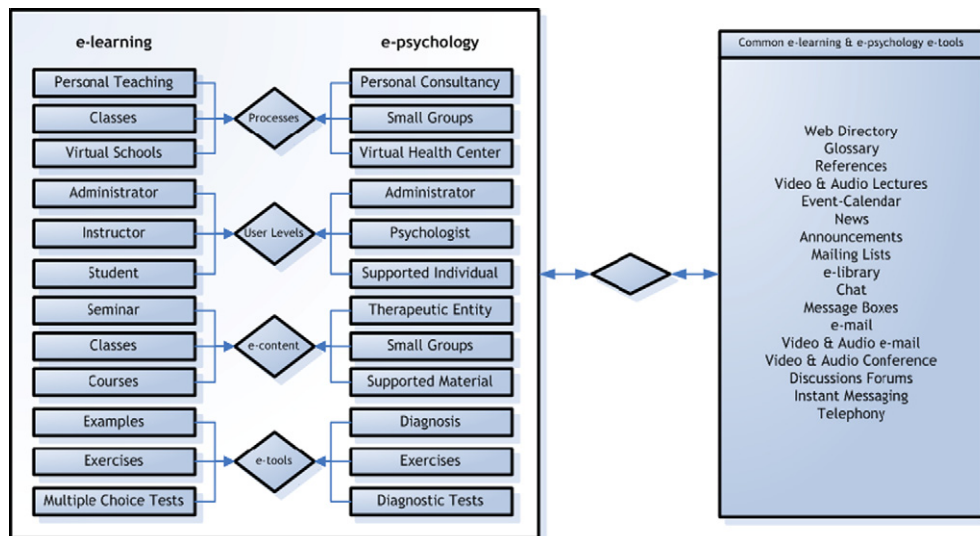 e-learning
e-psychology
Personal Teaching
Classes
Virtual Schools
Processes
Personal Consultancy
Small Groups
Virtual Health Center
Administrator
Instructor
Student
User Levels
Administrator
Psychologist
Supported Individual
Seminar
Classes
Courses
e-content
Therapeutic Entity
Small Groups
Supported Material
Examples
Exercises
Multiple Choice Tests
e-tools
Diagnosis
Exercises
Diagnostic Tests
Common e-learning & e-psychology e-tools
Web Directory
Glossary
References
Video & Audio Lectures
Event-Calendar
News
Announcements
Mailing Lists
e-library
Chat
Message Boxes
e-mail
Video & Audio e-mail
Video & Audio Conference
Discussions Forums
Instant Messaging
Telephony